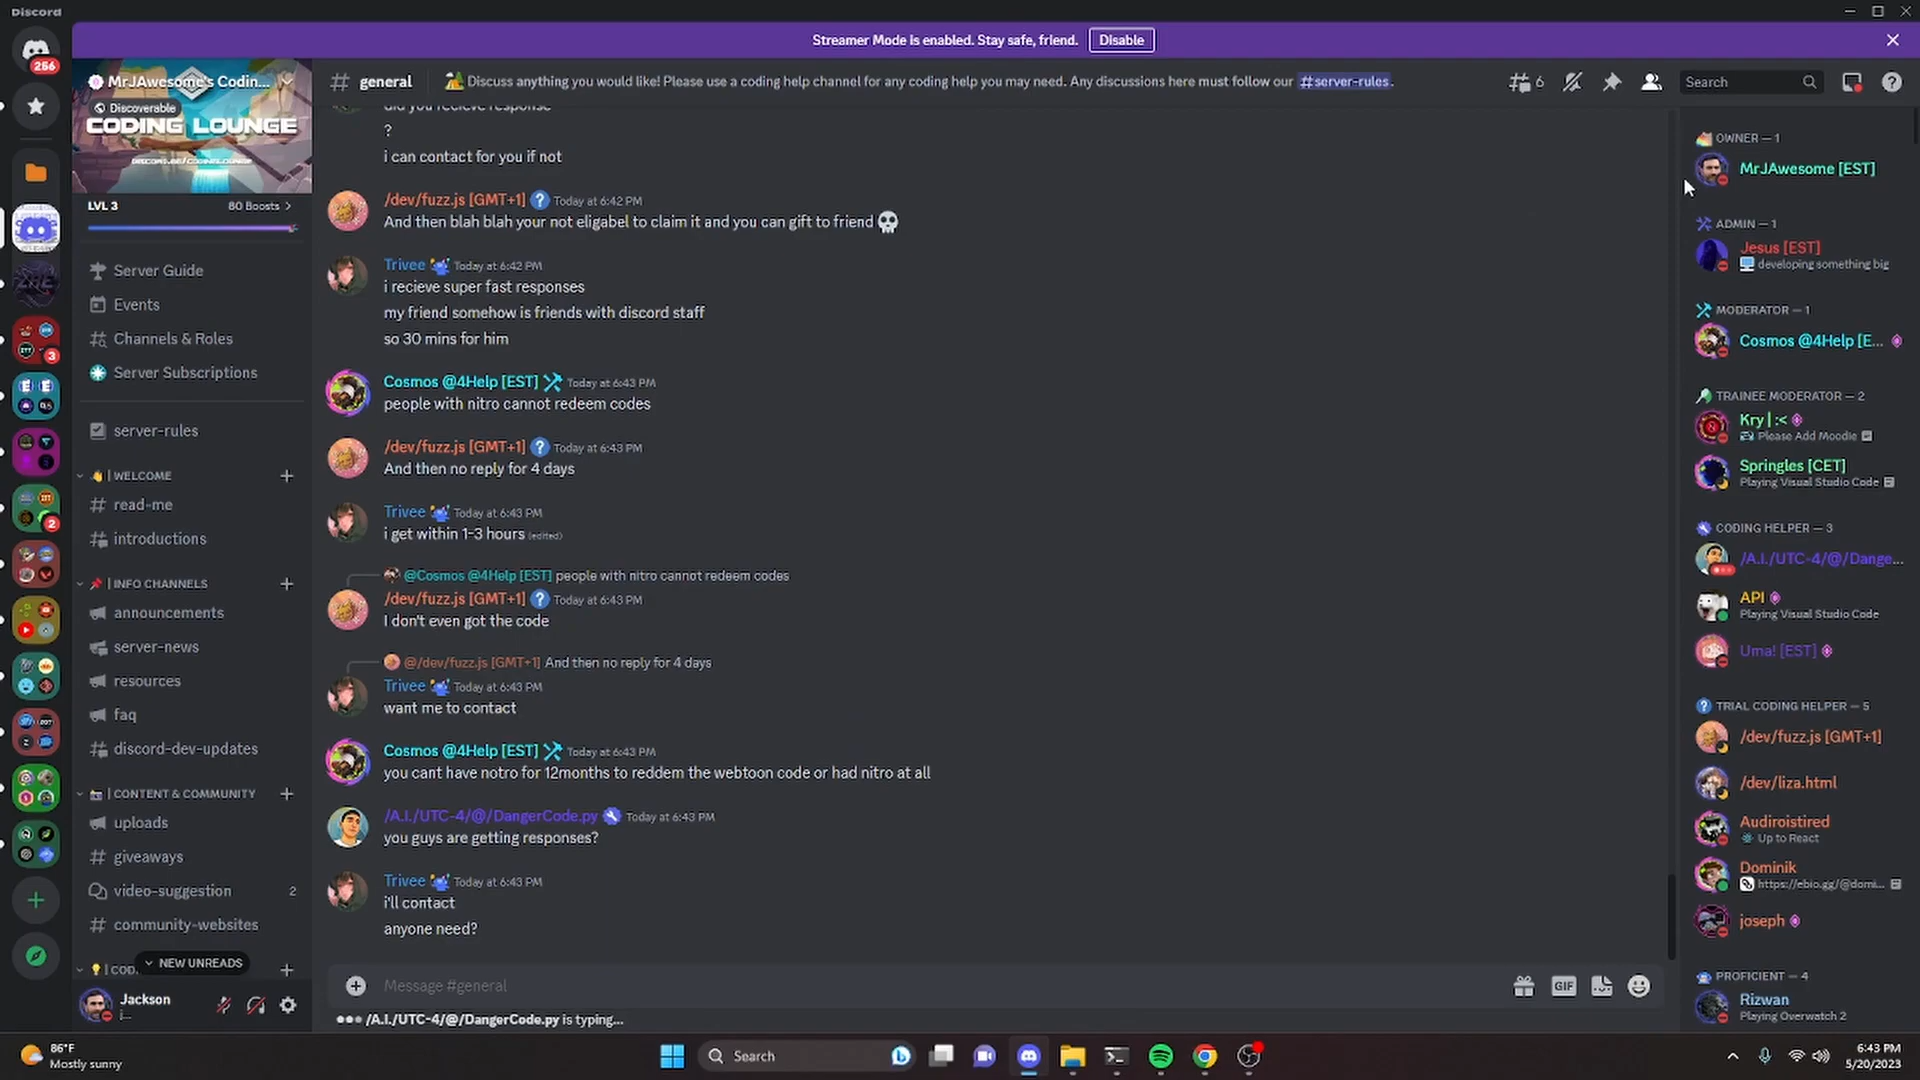 Discord
Streamer Mode is enabled. Stay safe, friend.
Disable
256
MrJAwesome's Codin...
Discoverable
CODING LOUNGE
LVL 3
80 Boosts
Server Guide
Events
Channels & Roles
Server Subscriptions
server-rules
| WELCOME
read-me
introductions
| INFO CHANNELS
announcements
server-news
resources
faq
discord-dev-updates
| CONTENT & COMMUNITY
uploads
giveaways
video-suggestion
2
community-websites
NEW UNREADS
Jackson
i...
3
2
general
Discuss anything you would like! Please use a coding help channel for any coding help you may need. Any discussions here must follow our #server-rules.
6
Search
did you recieve response
?
i can contact for you if not
/dev/fuzz.js [GMT+1] Today at 6:42 PM
And then blah blah your not eligabel to claim it and you can gift to friend 💀
Trivee Today at 6:42 PM
i recieve super fast responses
my friend somehow is friends with discord staff
so 30 mins for him
Cosmos @4Help [EST] Today at 6:43 PM
people with nitro cannot redeem codes
/dev/fuzz.js [GMT+1] Today at 6:43 PM
And then no reply for 4 days
Trivee Today at 6:43 PM
i get within 1-3 hours (edited)
@Cosmos @4Help [EST] people with nitro cannot redeem codes
/dev/fuzz.js [GMT+1] Today at 6:43 PM
I don't even got the code
@/dev/fuzz.js [GMT+1] And then no reply for 4 days
Trivee Today at 6:43 PM
want me to contact
Cosmos @4Help [EST] Today at 6:43 PM
you cant have notro for 12months to reddem the webtoon code or had nitro at all
/A.I./UTC-4/@/DangerCode.py Today at 6:43 PM
you guys are getting responses?
Trivee Today at 6:43 PM
i'll contact
anyone need?
Message #general
GIF
/A.I./UTC-4/@/DangerCode.py is typing...
OWNER — 1
MrJAwesome [EST]
ADMIN — 1
Jesus [EST]
developing something big
MODERATOR — 1
Cosmos @4Help [E...
TRAINEE MODERATOR — 2
Kry | :<
Please Add Moodie
Springles [CET]
Playing Visual Studio Code
CODING HELPER — 3
/A.I./UTC-4/@/Dange...
API
Playing Visual Studio Code
Uma! [EST]
TRIAL CODING HELPER — 5
/dev/fuzz.js [GMT+1]
/dev/liza.html
Audiroistired
Up to React
Dominik
https://ebio.gg/@domi...
joseph
PROFICIENT — 4
Rizwan
Playing Overwatch 2
86°F
Mostly sunny
Search
6:43 PM
5/20/2023